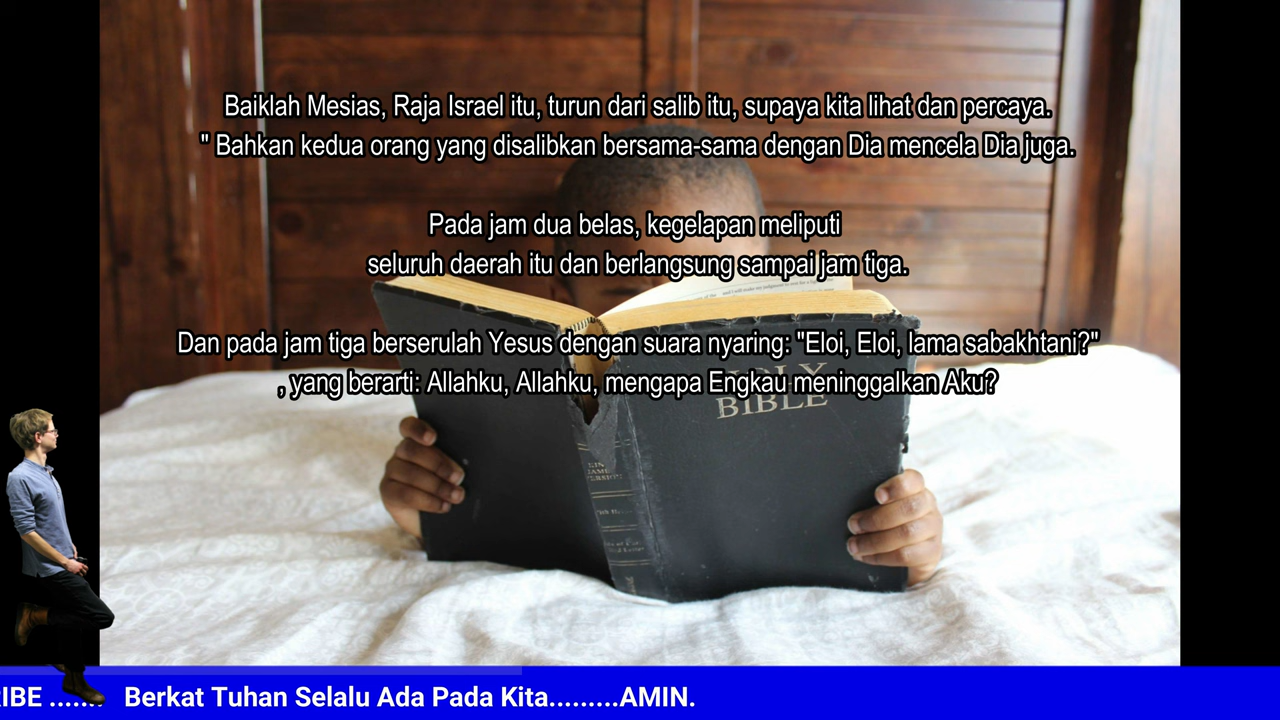 Baiklah Mesias, Raja Israel itu, turun dari salib itu, supaya kita lihat dan percaya.
" Bahkan kedua orang yang disalibkan bersama-sama dengan Dia mencela Dia juga.
Pada jam dua belas, kegelapan meliputi
seluruh daerah itu dan berlangsung sampai jam tiga.
Dan pada jam tiga berserulah Yesus dengan suara nyaring: "Eloi, Eloi, lama sabakhtani?"
, yang berarti: Allahku, Allahku, mengapa Engkau meninggalkan Aku?
HOLY
BIBLE
RIBE ....... Berkat Tuhan Selalu Ada Pada Kita.........AMIN.